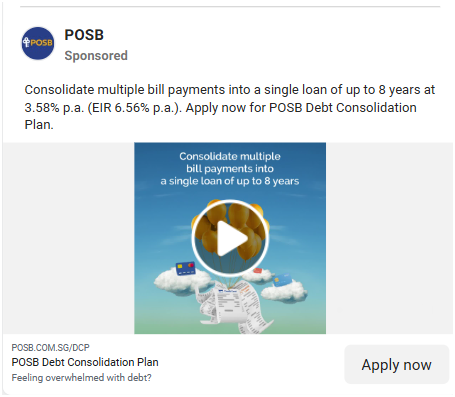 POSB
POSB
Sponsored
Consolidate multiple bill payments into a single loan of up to 8 years at
3.58% p.a. (EIR 6.56% p.a.). Apply now for POSB Debt Consolidation
Plan.
Consolidate multiple
bill payments into
a single loan of up to 8 years
POSB.COM.SG/DCP
POSB Debt Consolidation Plan
Feeling overwhelmed with debt?
Apply now